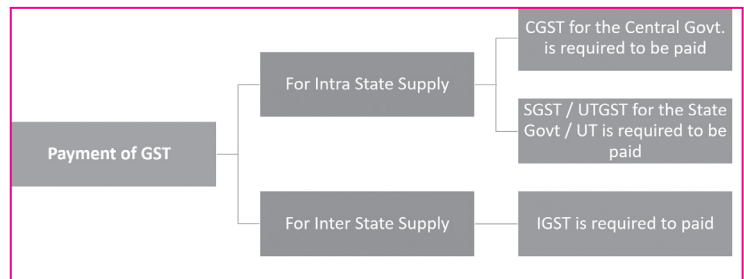 Payment of GST
For Intra State Supply
CGST for the Central Govt.
is required to be paid
SGST / UTGST for the State
Govt / UT is required to be
paid
For Inter State Supply
IGST is required to paid